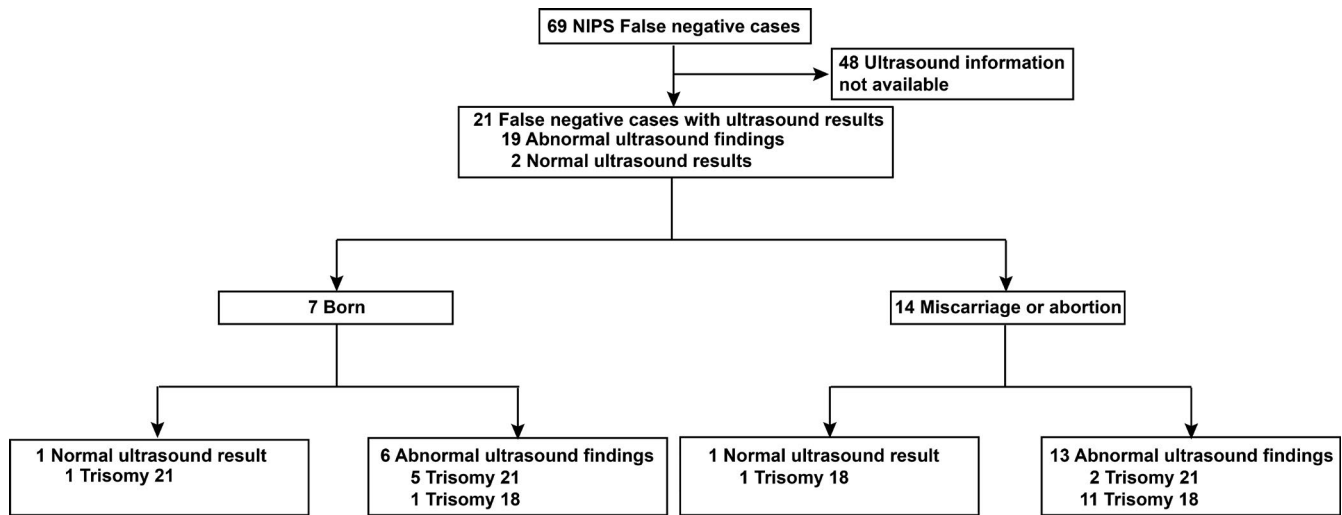 69 NIPS False negative cases
48 Ultrasound information
not available
21 False negative cases with ultrasound results
19 Abnormal ultrasound findings
2 Normal ultrasound results
7 Born
14 Miscarriage or abortion
1 Normal ultrasound result
1 Trisomy 21
6 Abnormal ultrasound findings
5 Trisomy 21
1 Trisomy 18
1 Normal ultrasound result
1 Trisomy 18
13 Abnormal ultrasound findings
2 Trisomy 21
11 Trisomy 18